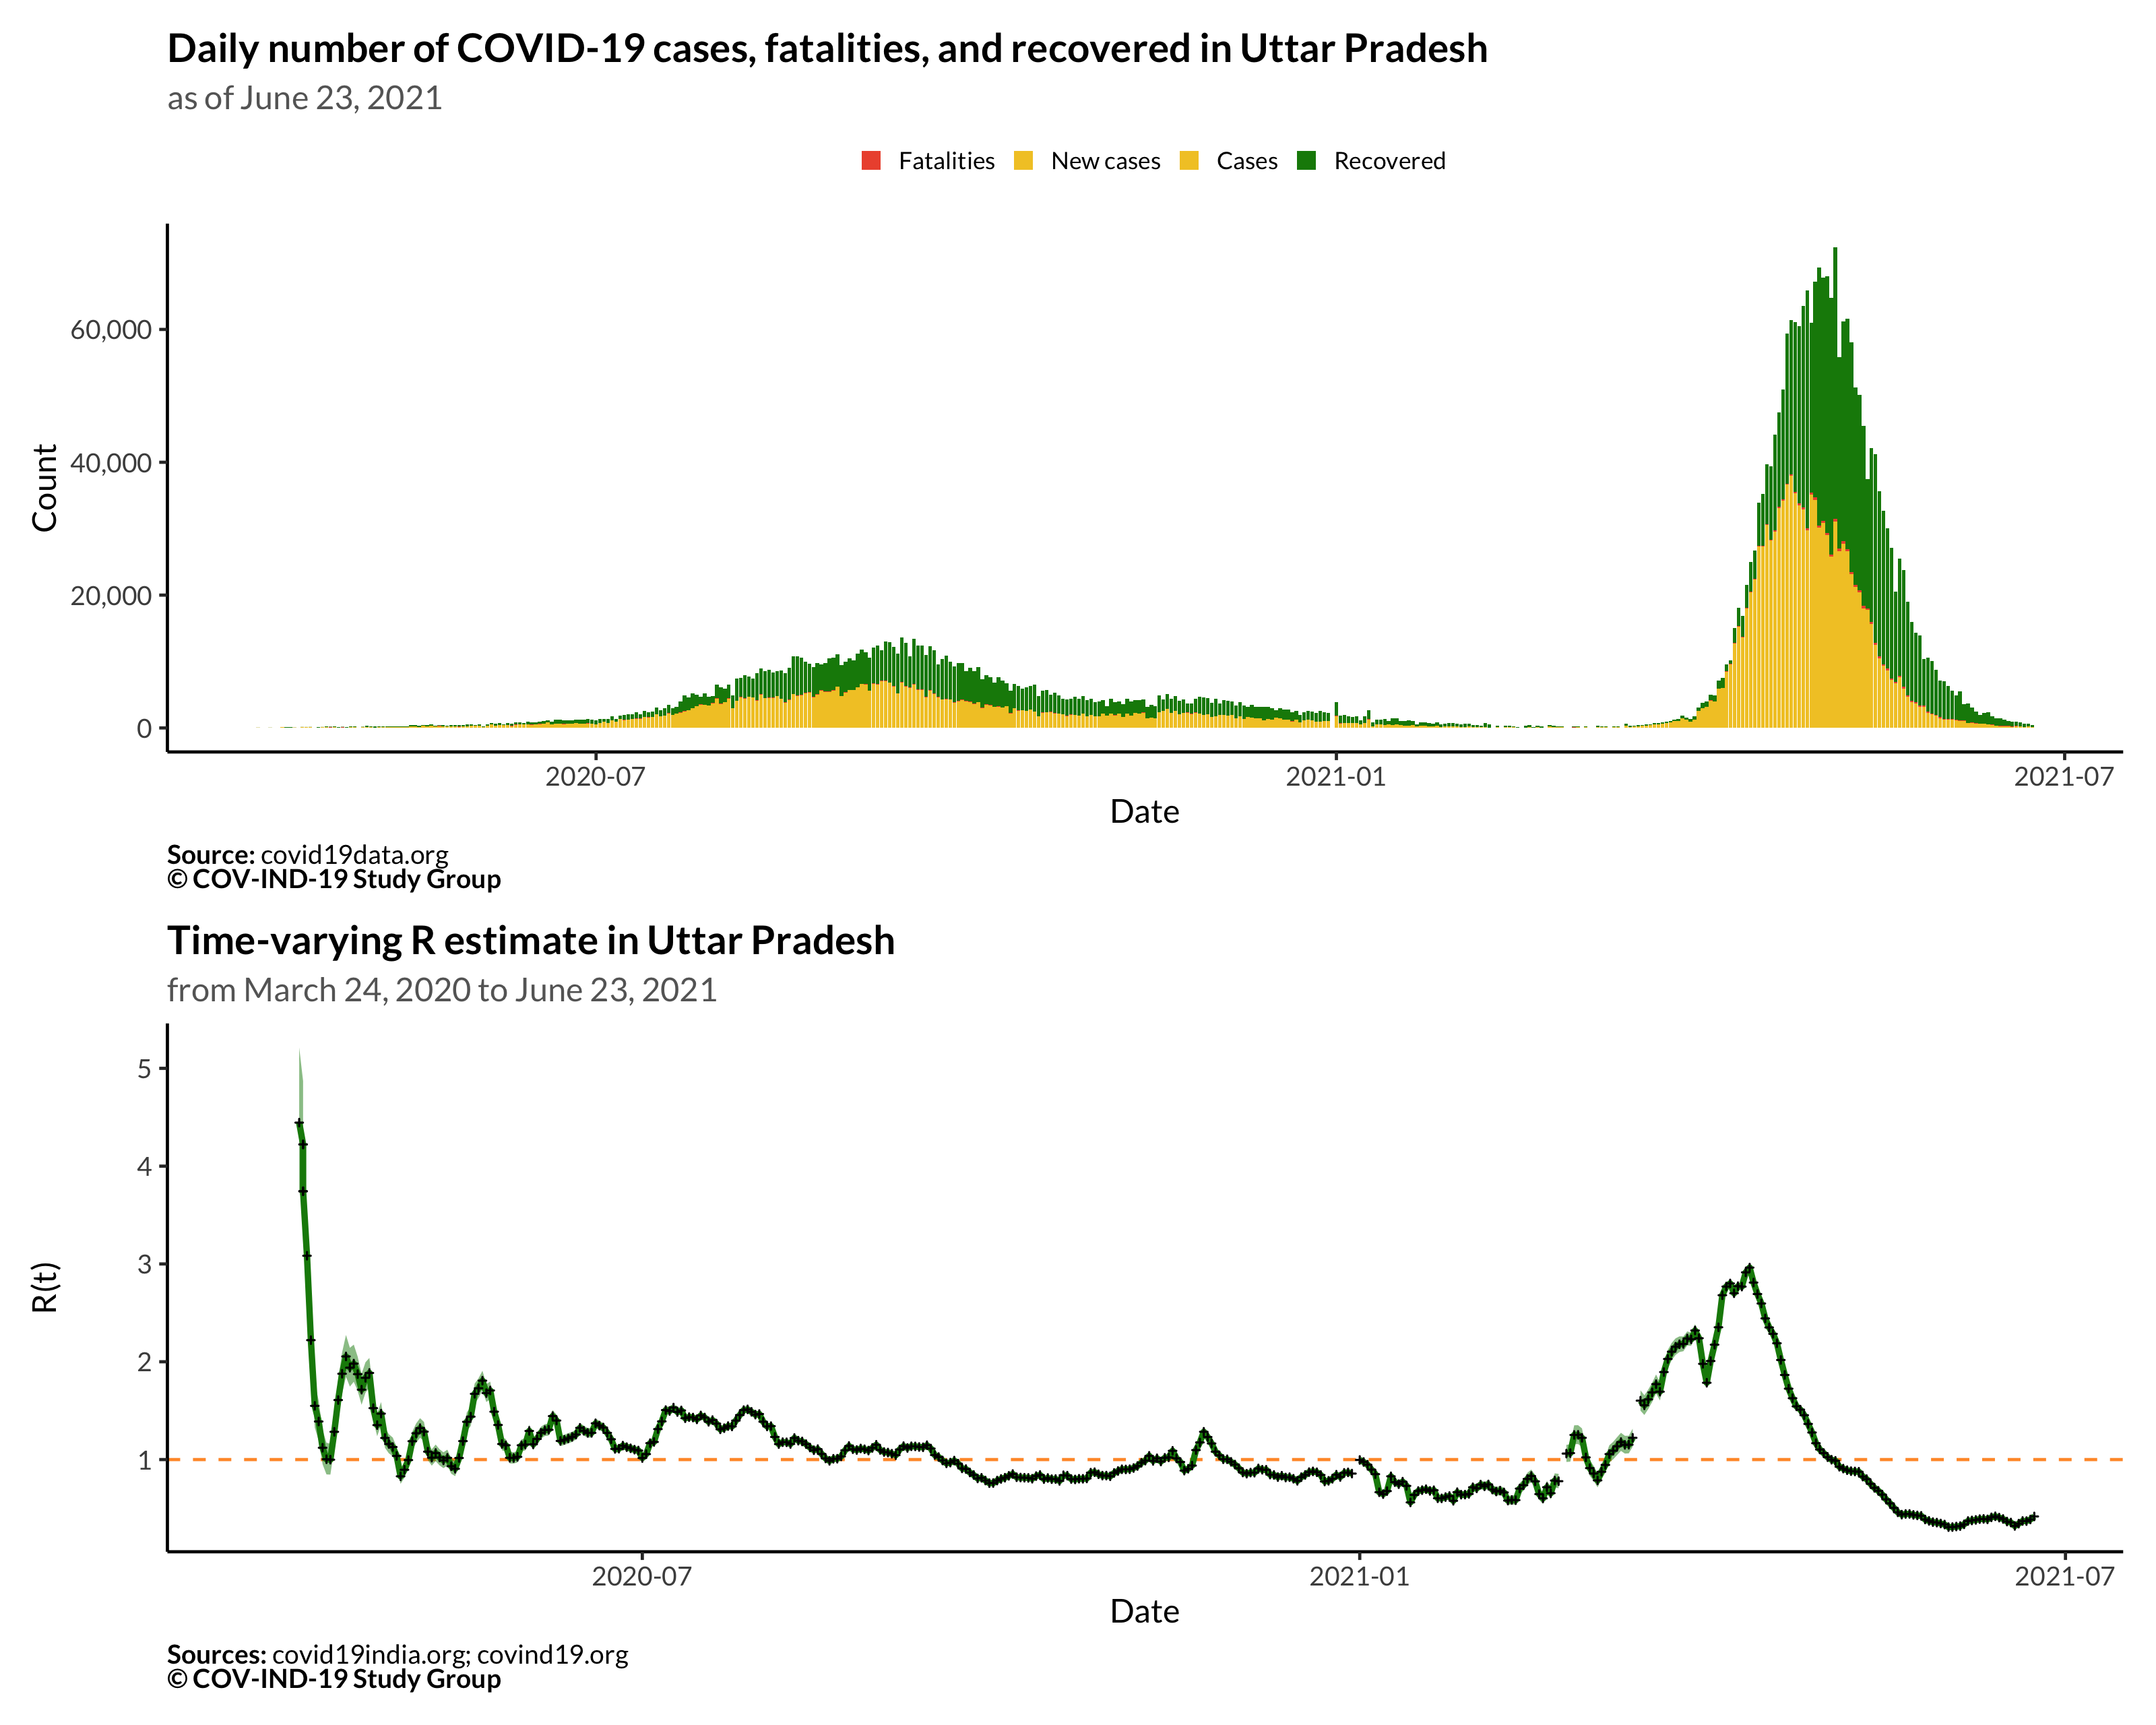 Daily number of COVID-19 cases, fatalities, and recovered in Uttar Pradesh
as of June 23, 2021
Fatalities New cases Cases Recovered
Count
60,000
40,000
20,000
0
2020-07 2021-01 2021-07
Date
Source: covid19data.org
© COV-IND-19 Study Group
Time-varying R estimate in Uttar Pradesh
from March 24, 2020 to June 23, 2021
R(t)
5
4
3
2
1
2020-07 2021-01 2021-07
Date
Sources: covid19india.org; covind19.org
© COV-IND-19 Study Group